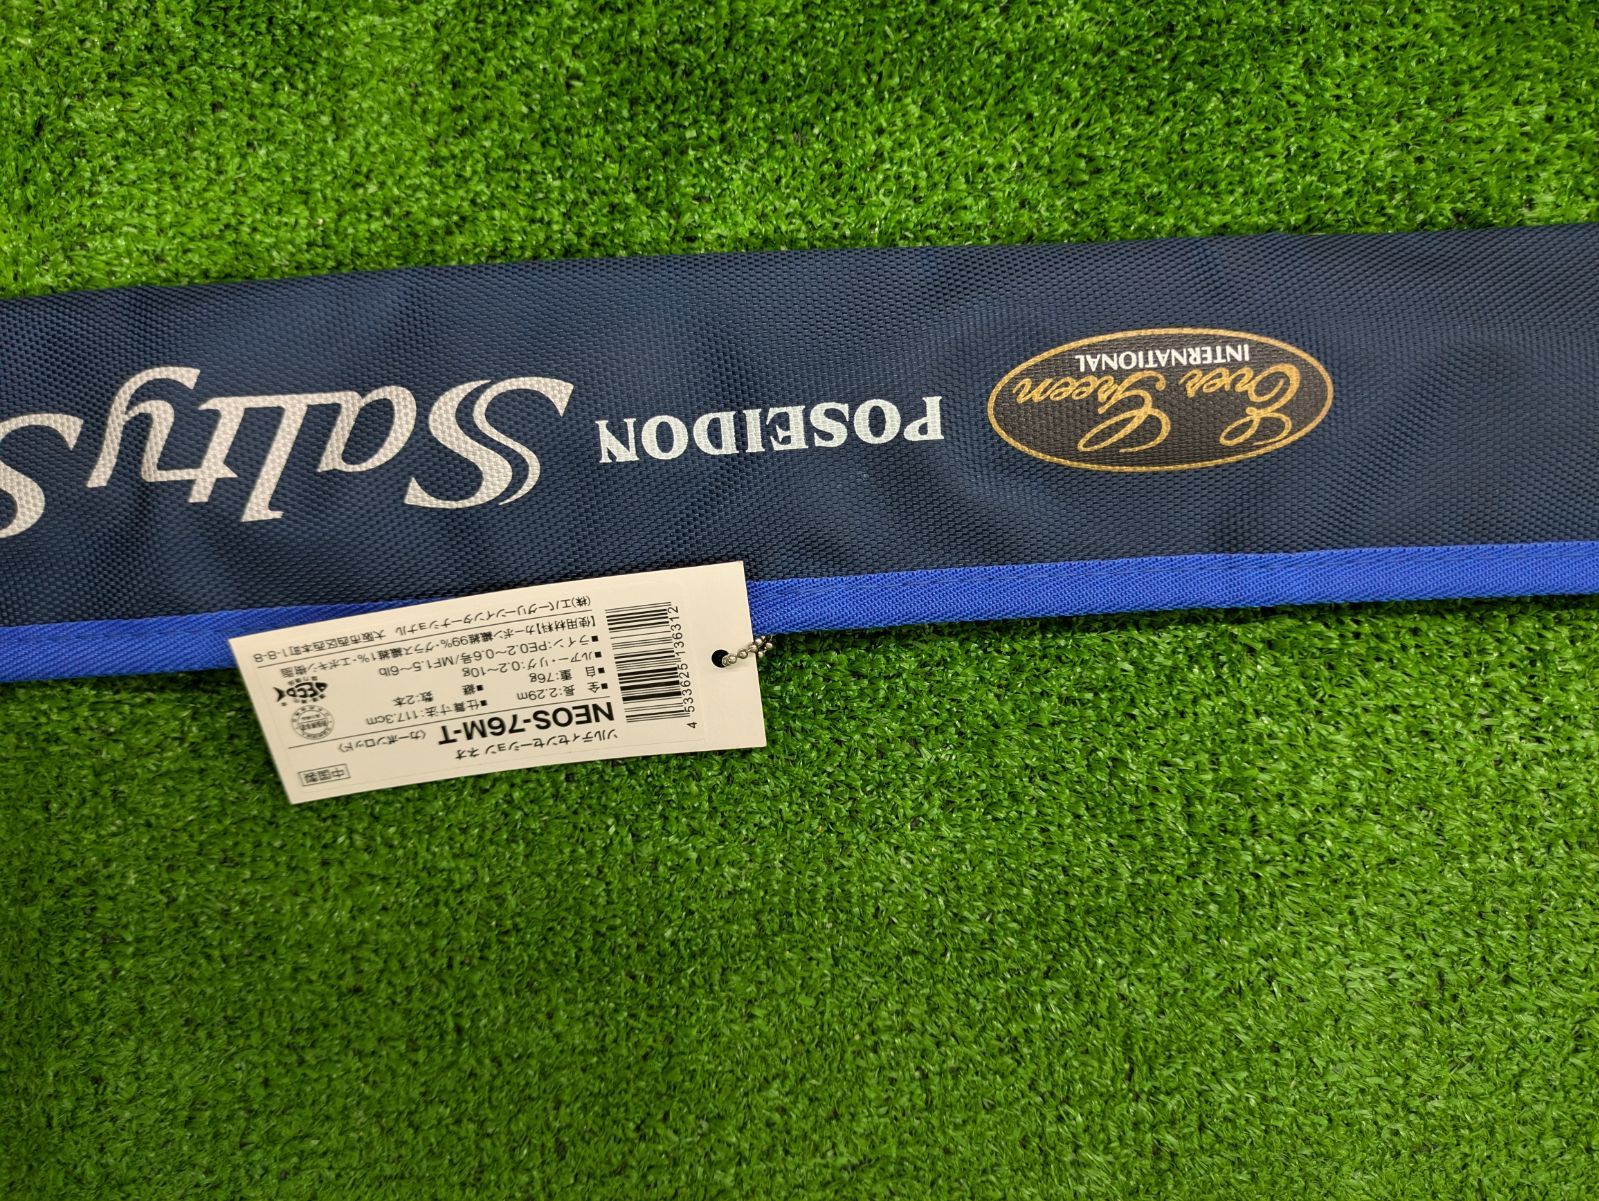 Ever Green
INTERNATIONAL
POSEIDON
Salty S
中国製
ソルティセンセーション ネオ
NEOS-76M-T (カーボンロッド)
■全 長:2.29m ■仕舞寸法:117.3cm
■自 重:76g ■継 数:2本
■ルアー・リグ:0.2〜10g
■ライン:PE0.2〜0.6号/MF1.5-6lb
【使用材料】カーボン繊維99%・グラス繊維1%・エポキシ樹脂
(株)エバーグリーンインターナショナル 大阪市西区西本町1-8-8
4 533625 136312